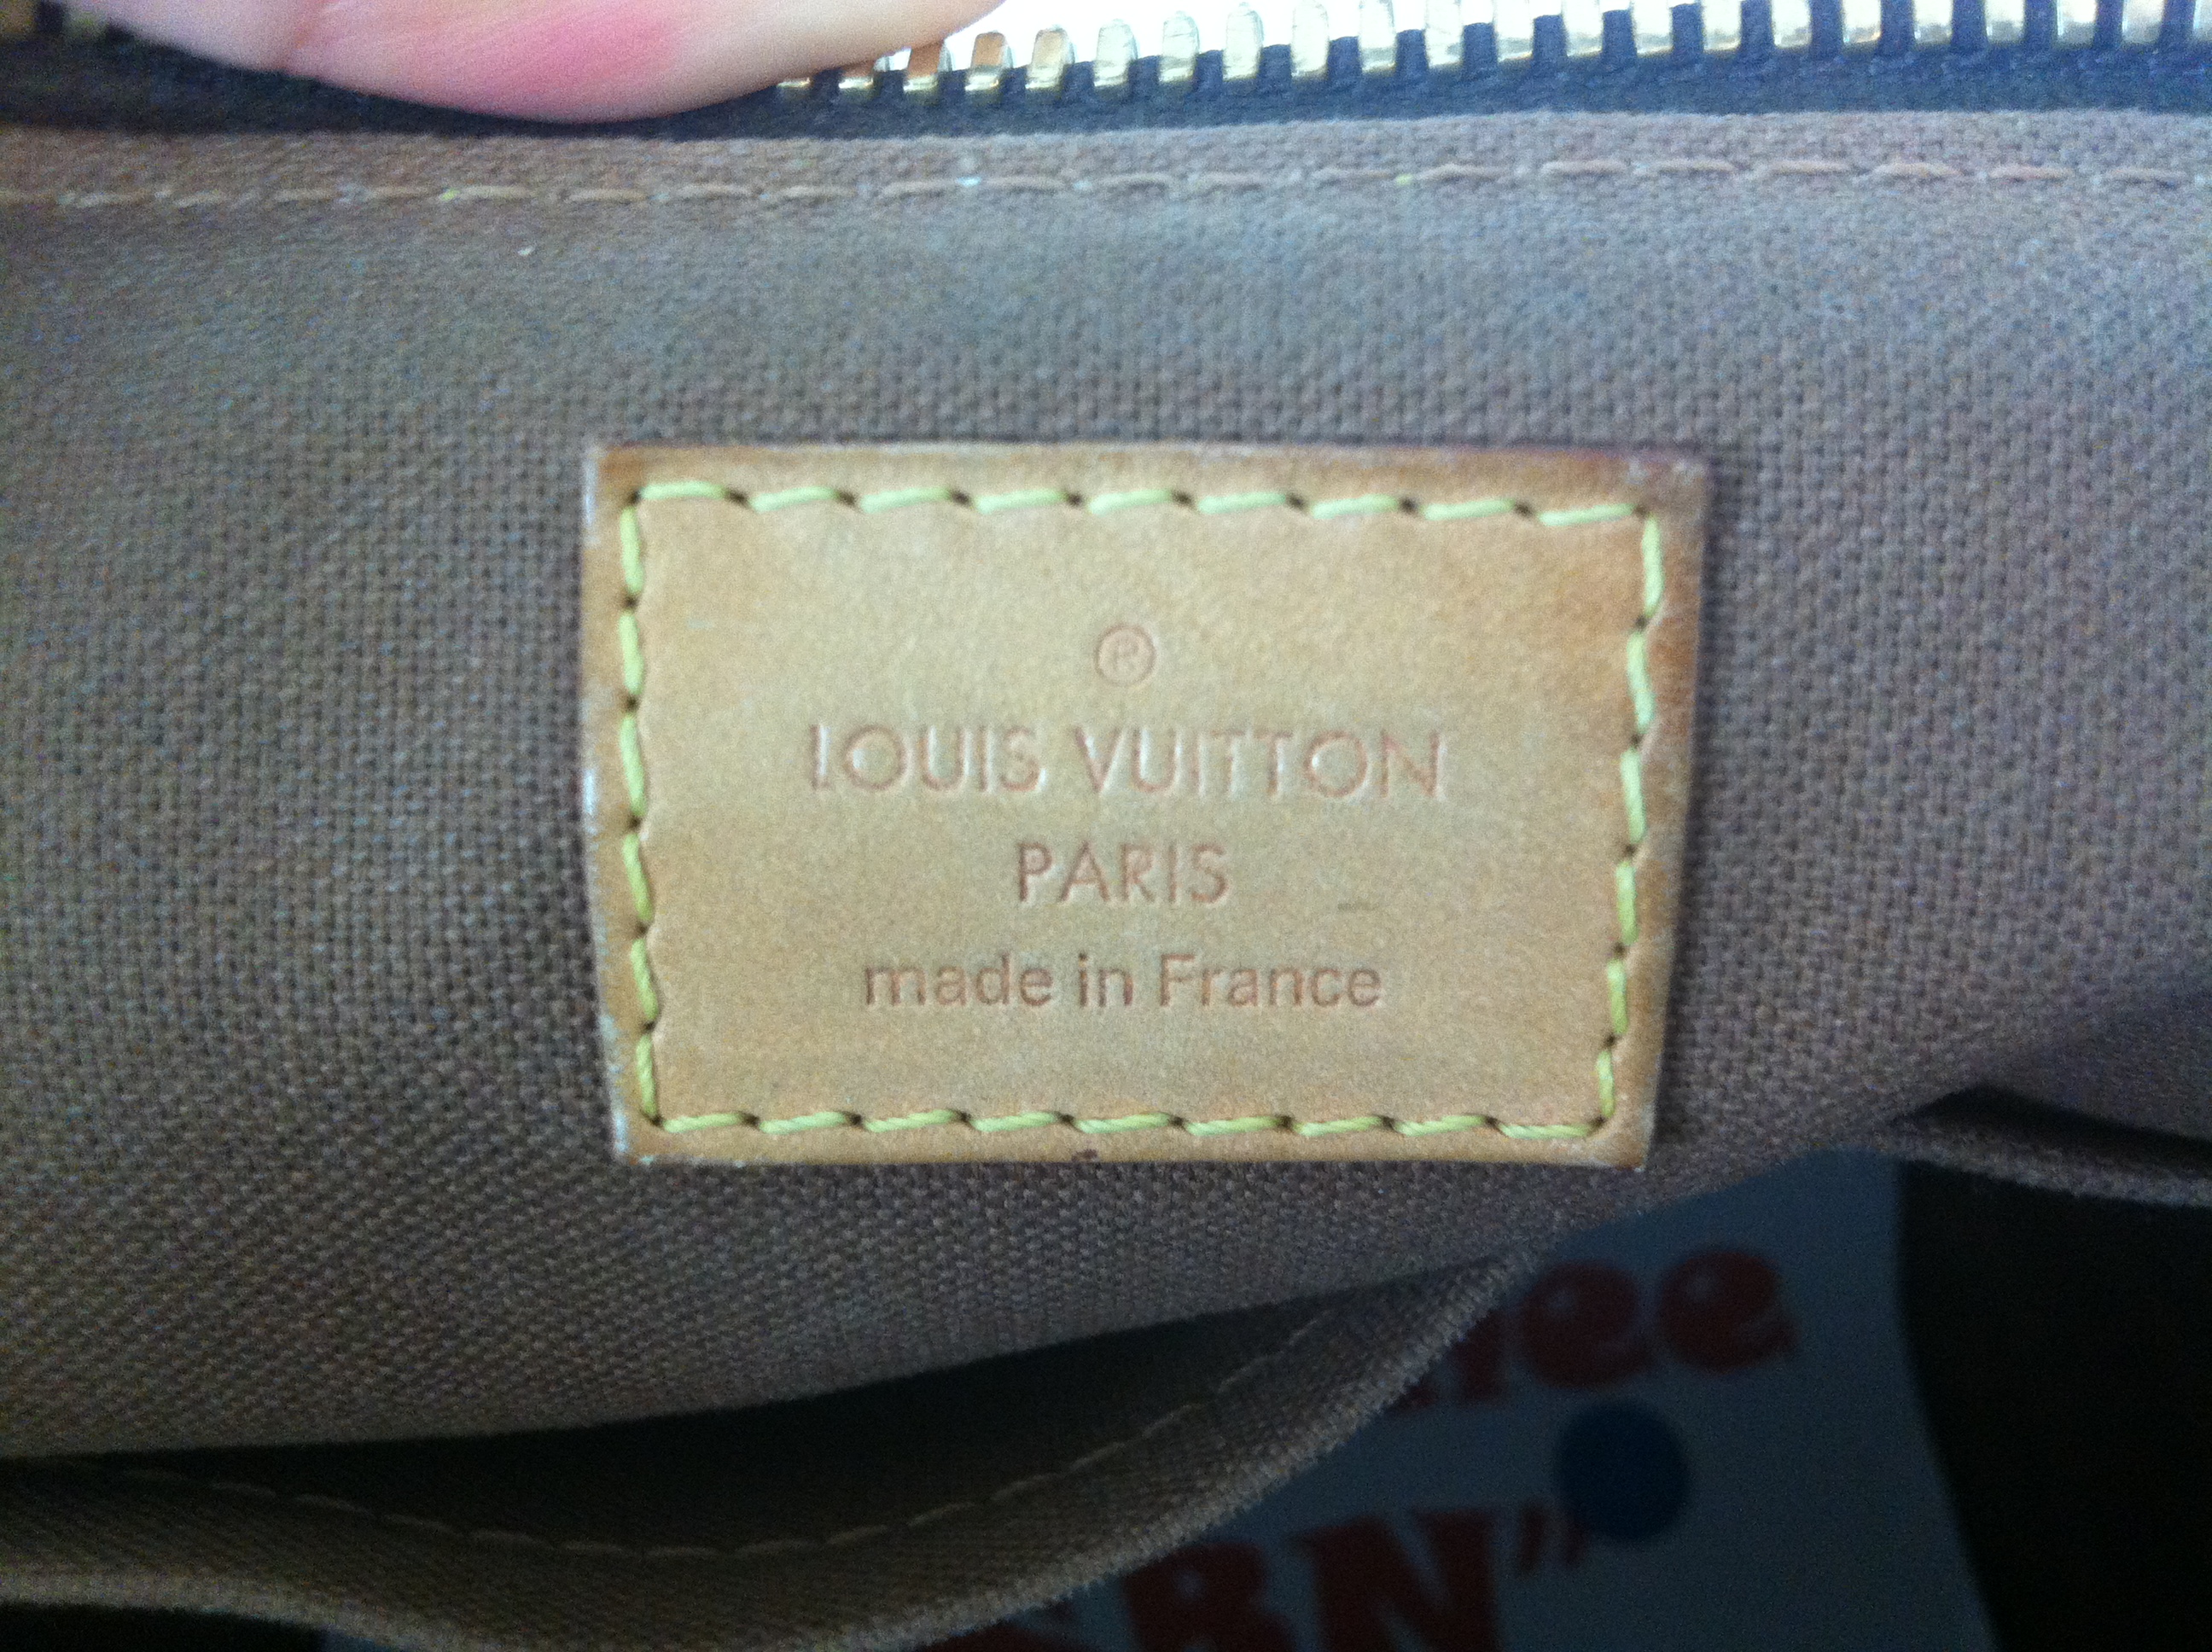 ®
LOUIS VUITTON
PARIS
made in France